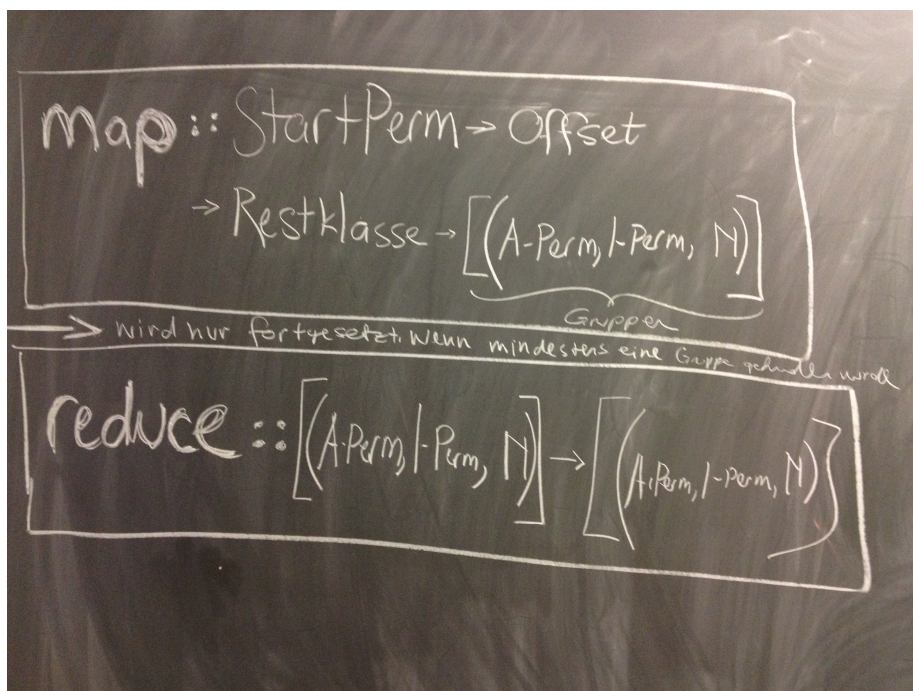 map :: StartPerm → Offset
→ Restklasse → [(A-Perm, I-Perm, N)]
Gruppen
→ wird nur fortgesetzt, wenn mindestens eine Gruppe gefunden wurde
reduce :: [(A-Perm, I-Perm, N)] → [(A-Perm, I-Perm, N)]